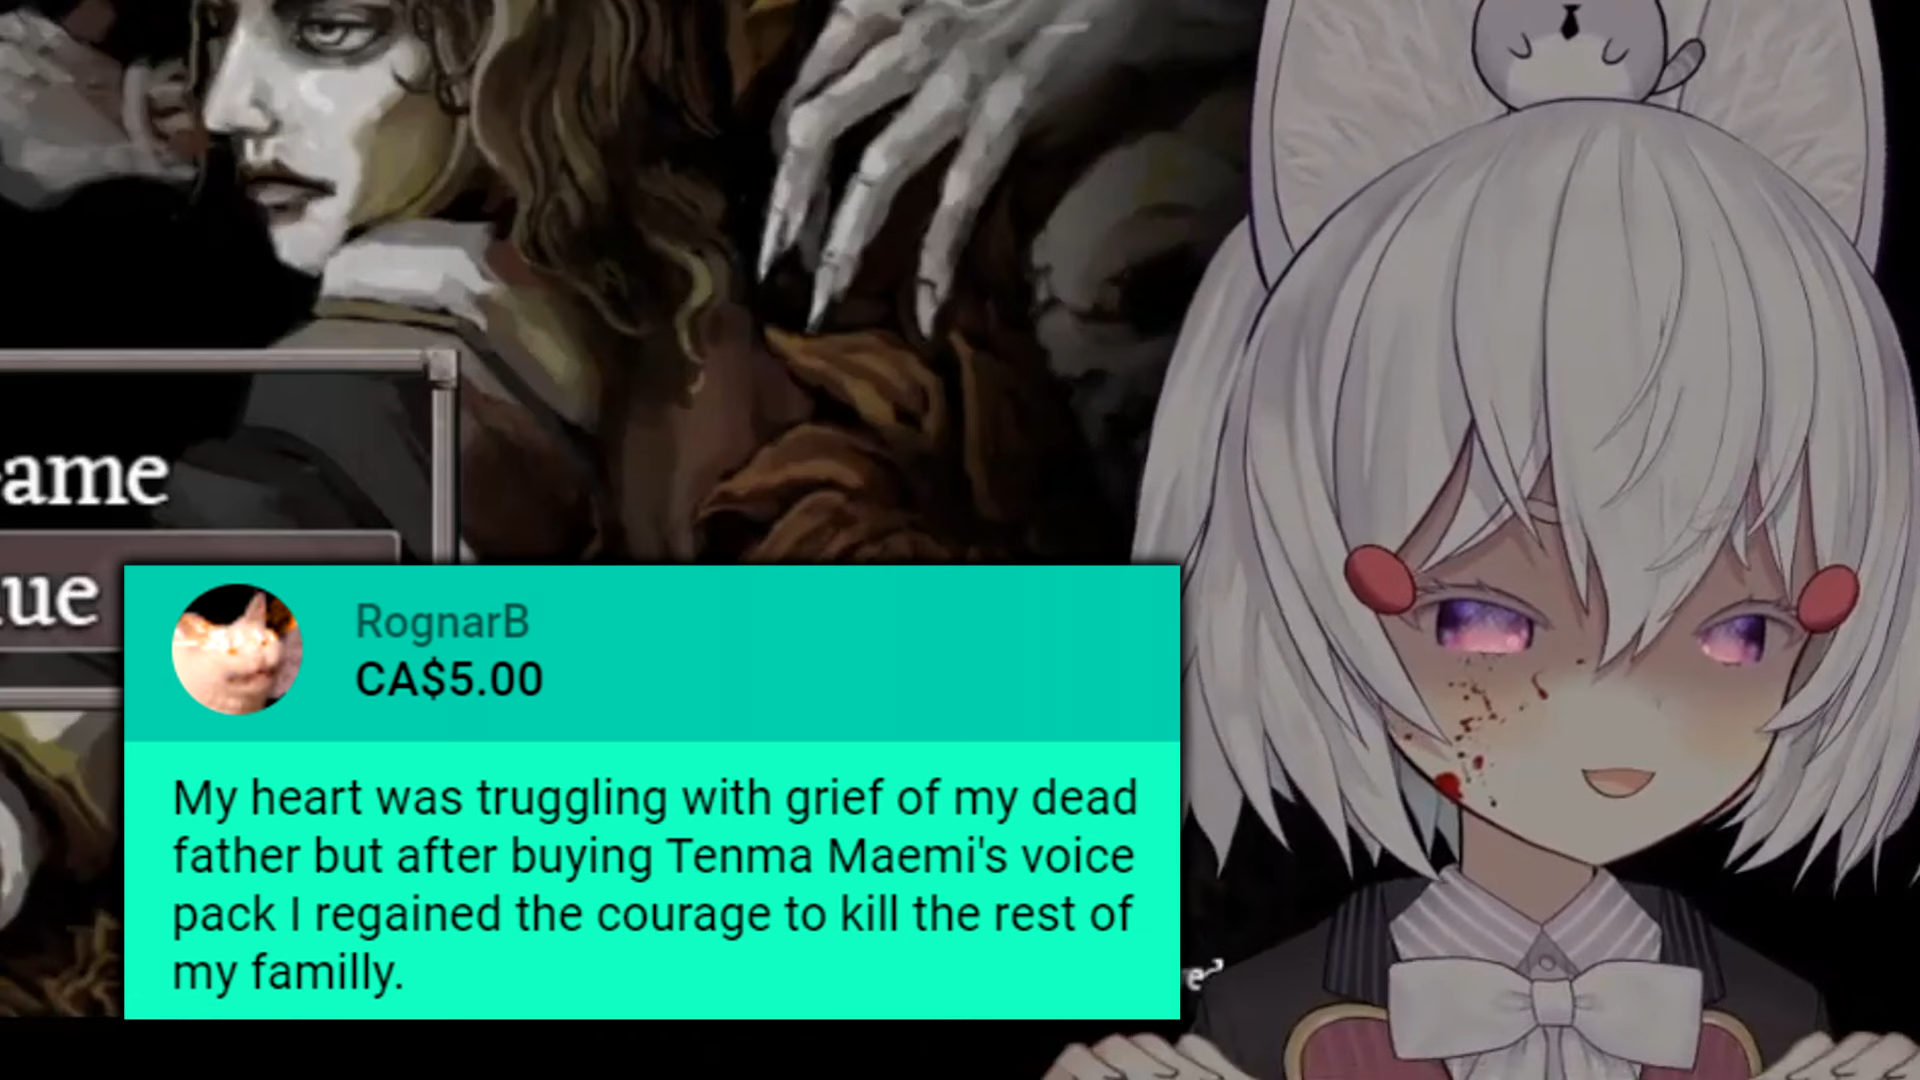 ame
ue
RognarB
CA$5.00
My heart was truggling with grief of my dead
father but after buying Tenma Maemi's voice
pack I regained the courage to kill the rest of
my familly.